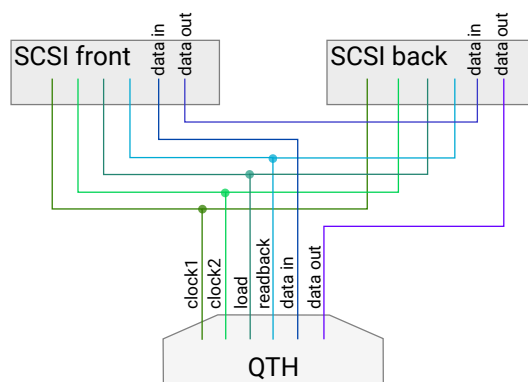 SCSI front
data in
data out
SCSI back
data in
data out
clock1
clock2
load
readback
data in
data out
QTH